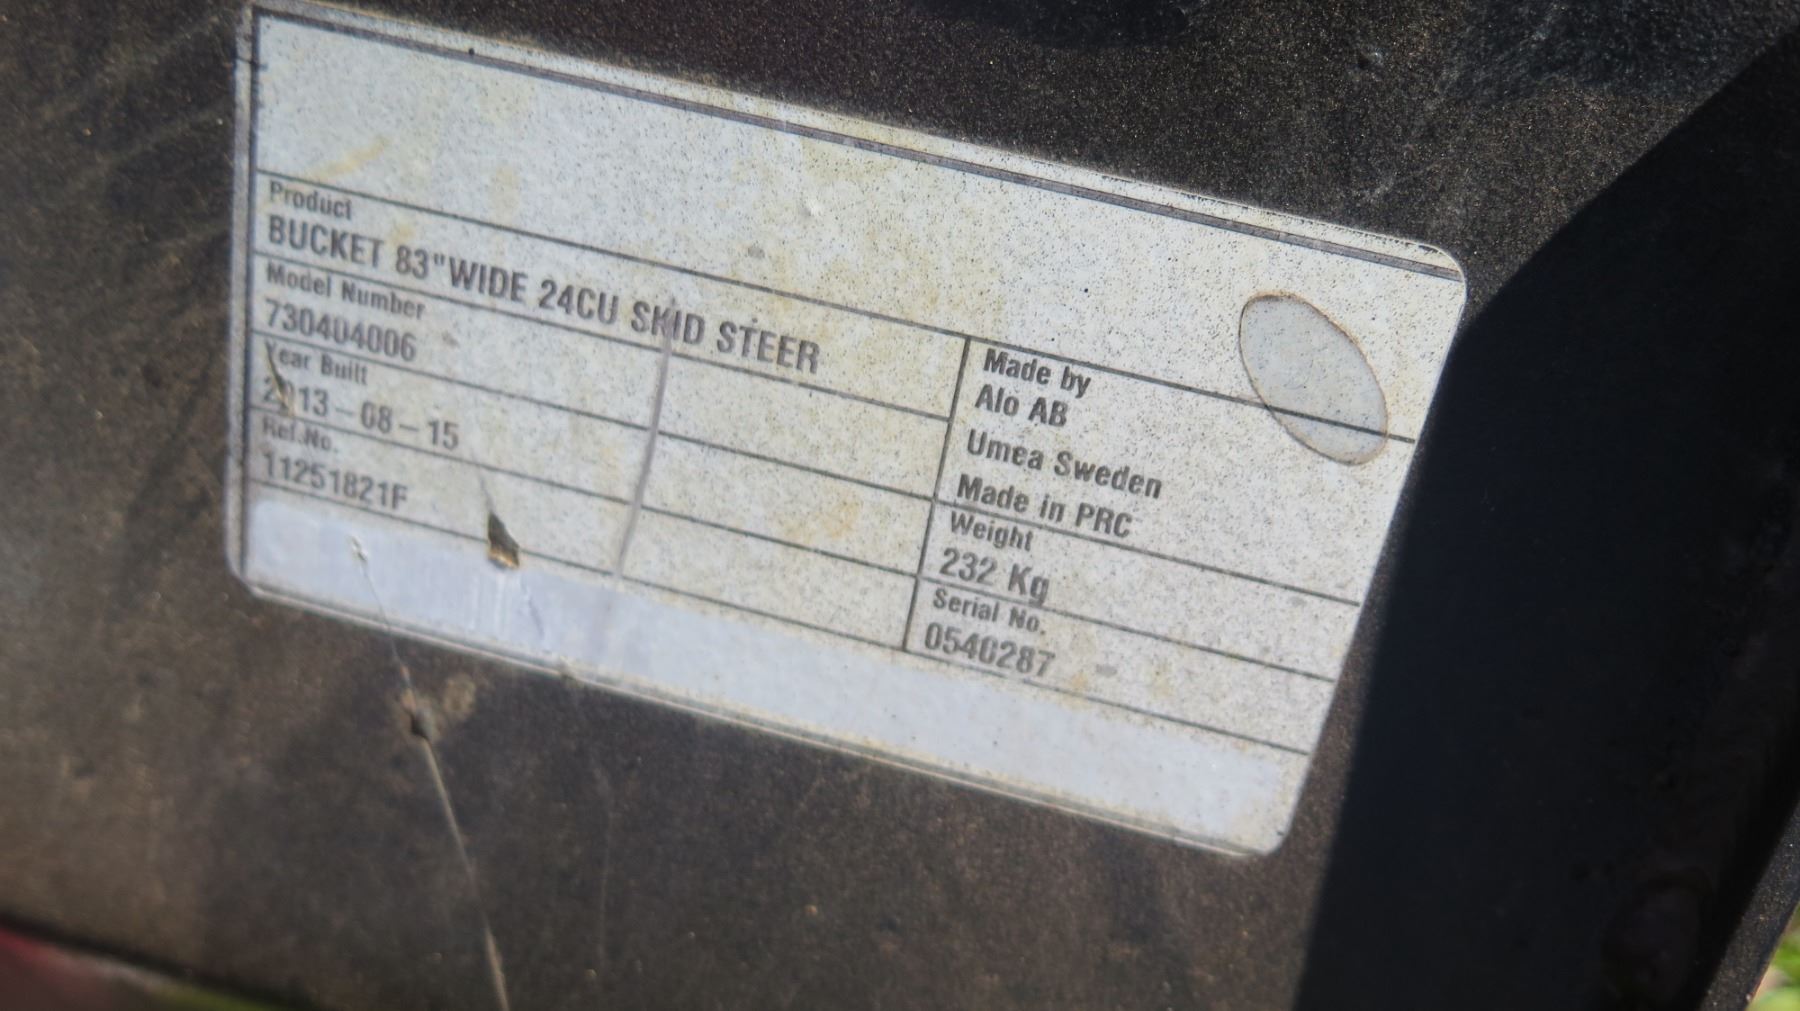 Product
BUCKET 83"WIDE 24CU SKID STEER
Model Number
730404006
Year Built
2013-08-15
Ref.No.
11251821F
Made by
Alo AB
Umea Sweden
Made in PRC
Weight
232 Kg
Serial No.
0540287